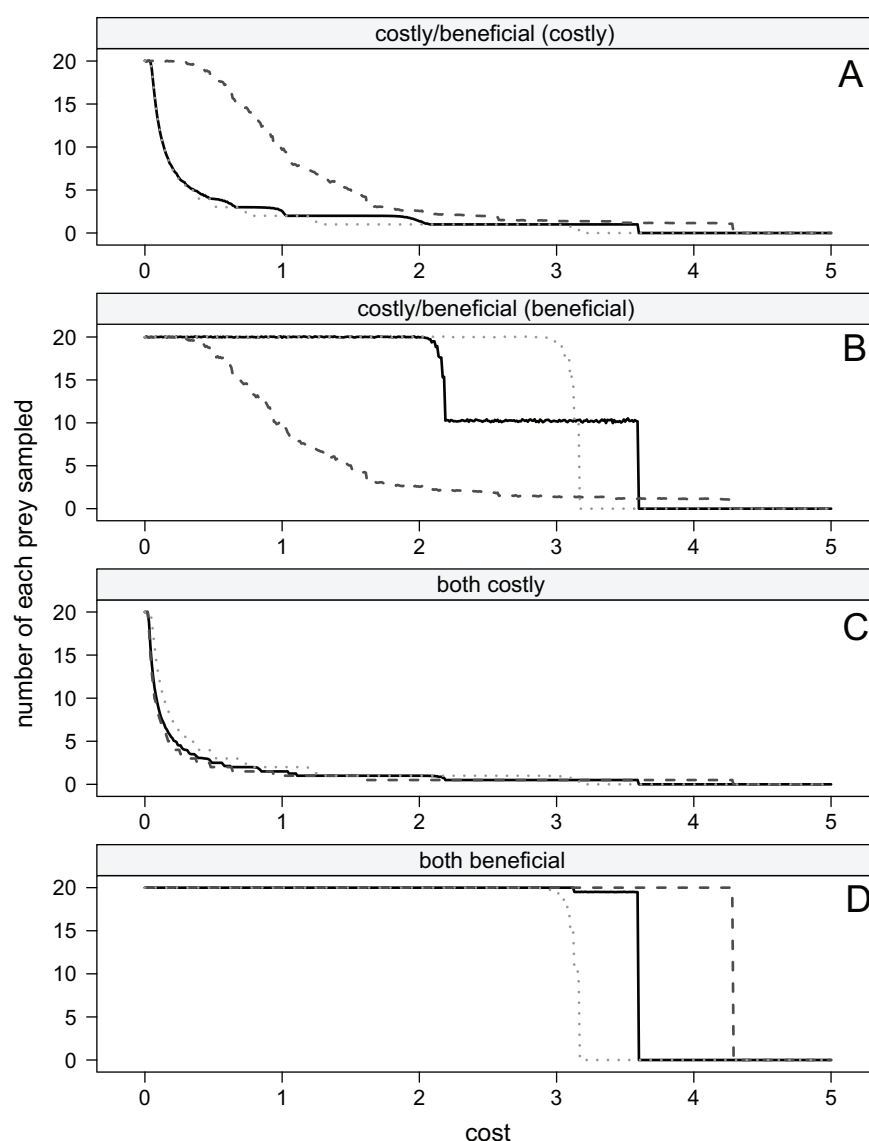 costly/beneficial (costly)
A
20
15
10
5
0
0 1 2 3 4 5
costly/beneficial (beneficial)
B
20
15
10
5
0
0 1 2 3 4 5
number of each prey sampled
both costly
C
20
15
10
5
0
0 1 2 3 4 5
both beneficial
D
20
15
10
5
0
0 1 2 3 4 5
cost